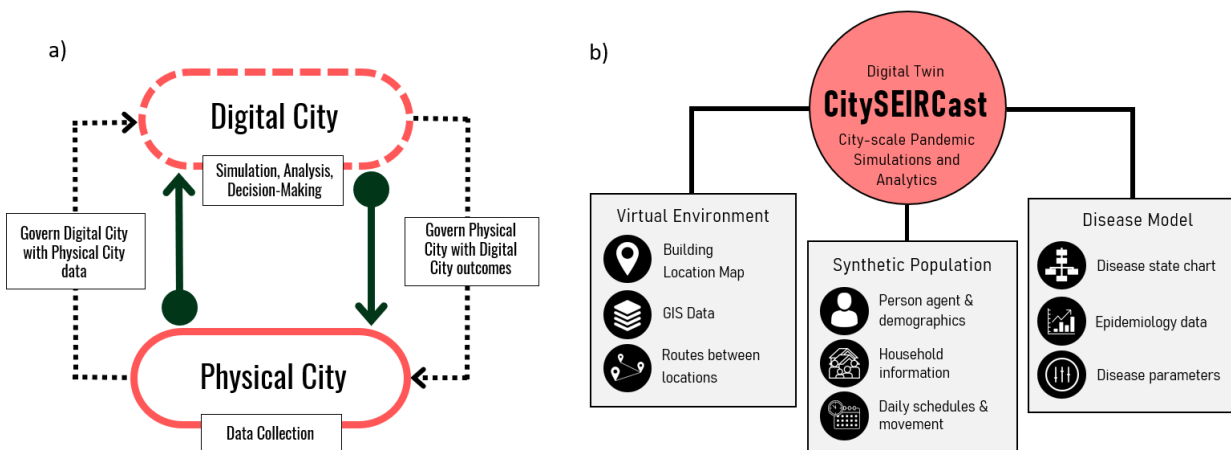 a)
Digital City
Simulation, Analysis,
Decision-Making
Govern Digital City
with Physical City
data
Govern Physical
City with Digital
City outcomes
Physical City
Data Collection
b)
Digital Twin
CitySEIRCast
City-scale Pandemic
Simulations and
Analytics
Virtual Environment
Building
Location Map
GIS Data
Routes between
locations
Synthetic Population
Person agent &
demographics
Household
information
Daily schedules &
movement
Disease Model
Disease state chart
Epidemiology data
Disease parameters